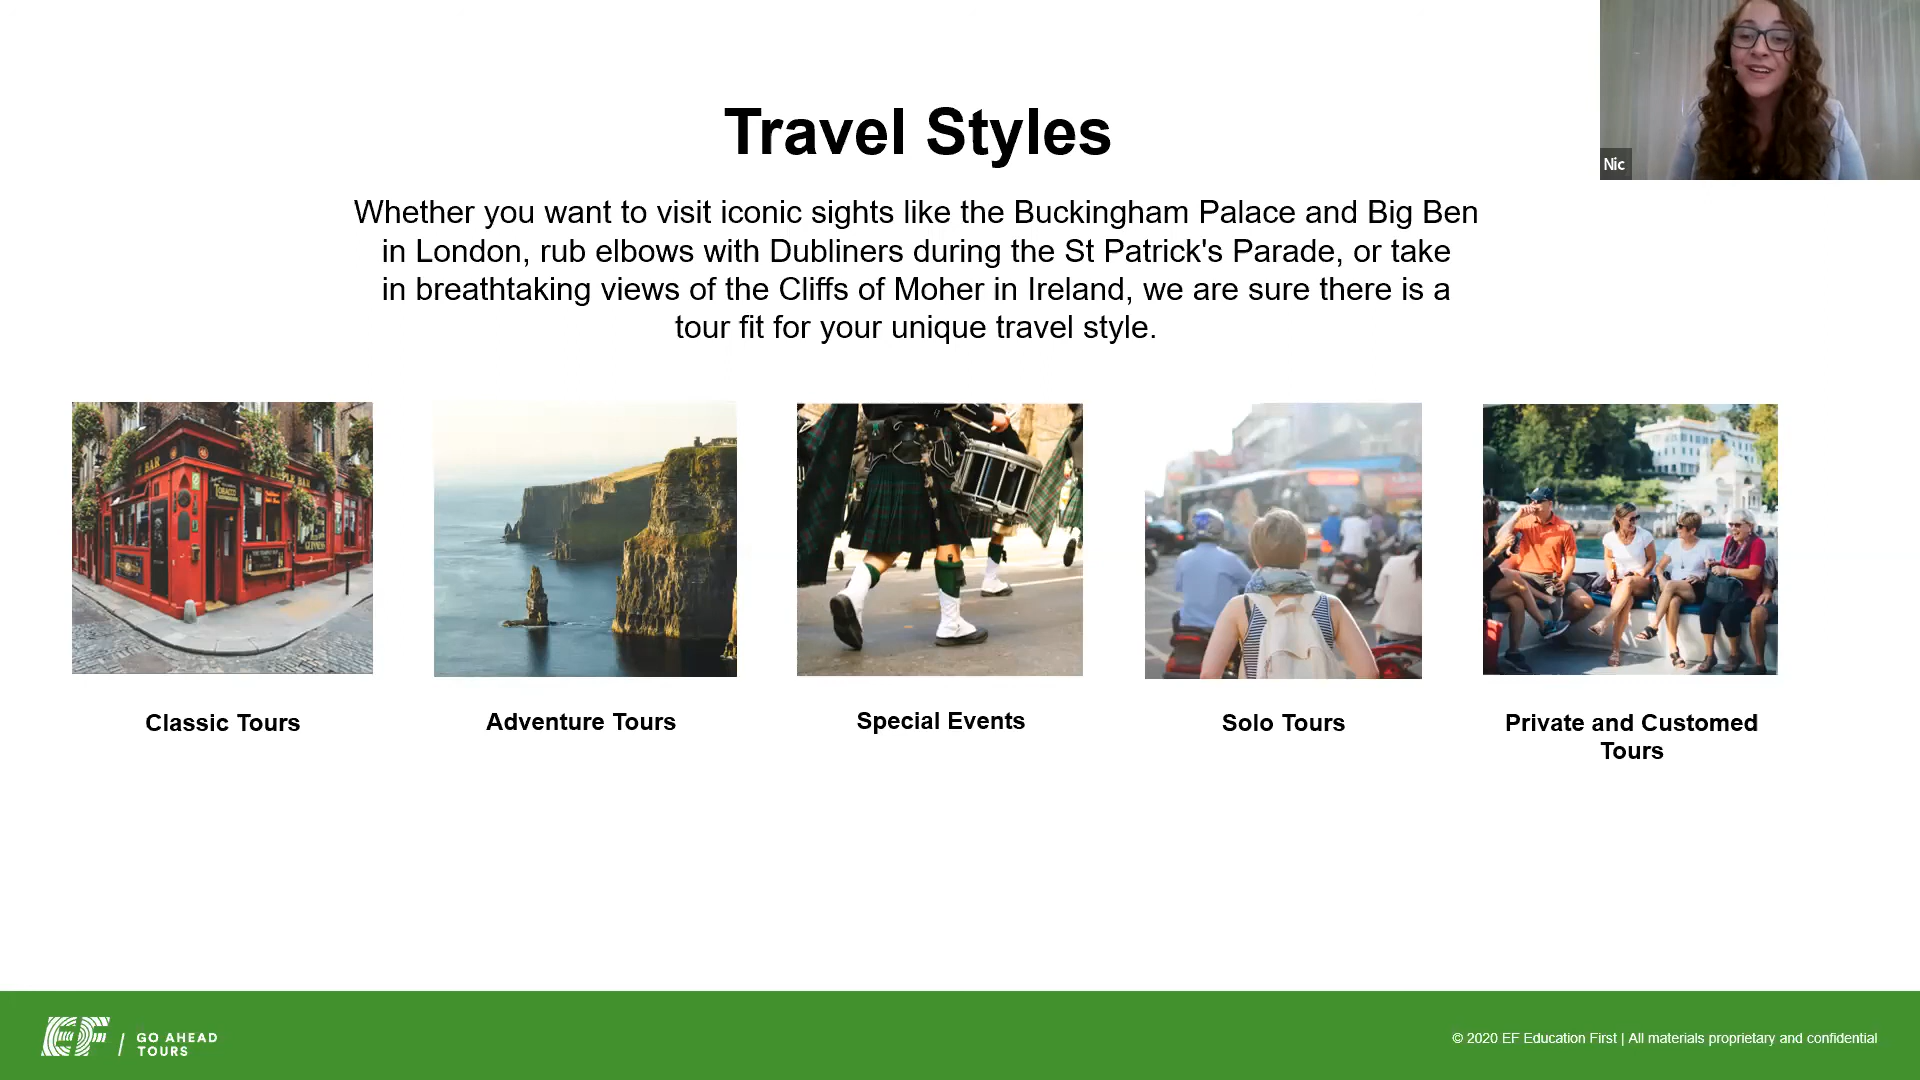 Travel Styles
Nic
Whether you want to visit iconic sights like the Buckingham Palace and Big Ben
in London, rub elbows with Dubliners during the St Patrick's Parade, or take
in breathtaking views of the Cliffs of Moher in Ireland, we are sure there is a
tour fit for your unique travel style.
Classic Tours
Adventure Tours
Special Events
Solo Tours
Private and Customed
Tours
EF / GO AHEAD
TOURS
© 2020 EF Education First | All materials proprietary and confidential